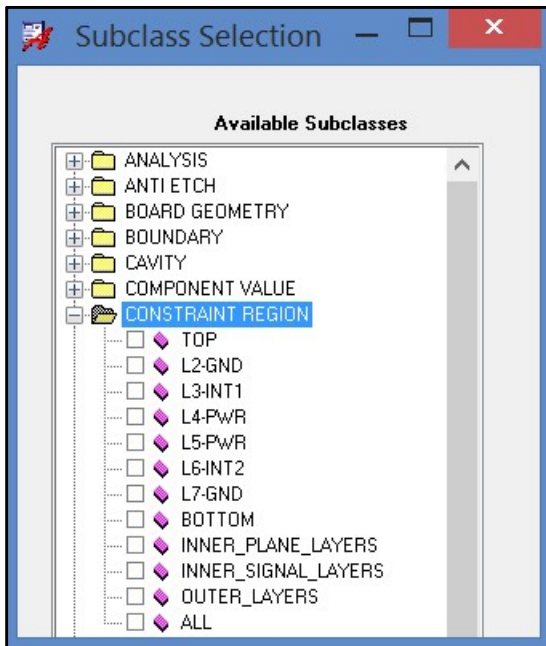 Subclass Selection
Available Subclasses
ANALYSIS
ANTI ETCH
BOARD GEOMETRY
BOUNDARY
CAVITY
COMPONENT VALUE
CONSTRAINT REGION
TOP
L2-GND
L3-INT1
L4-PWR
L5-PWR
L6-INT2
L7-GND
BOTTOM
INNER_PLANE_LAYERS
INNER_SIGNAL_LAYERS
OUTER_LAYERS
ALL